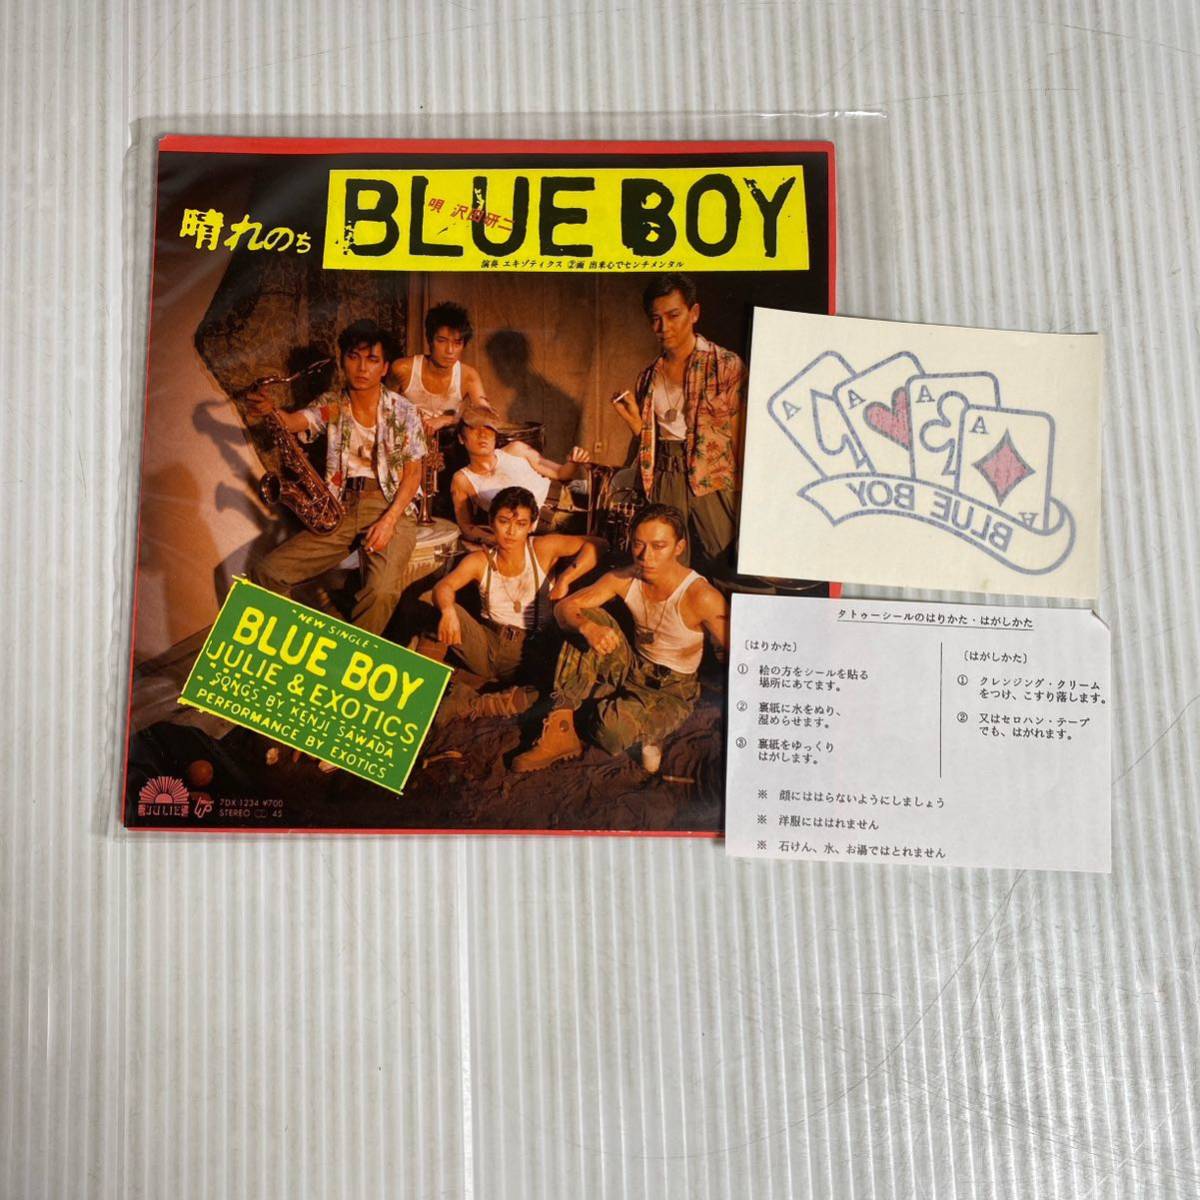 晴れのち
BLUE BOY
唄 沢田研二
演奏 エキゾティクス ②面 出来心でセンチメンタル
- NEW SINGLE -
BLUE BOY
JULIE & EXOTICS
- SONGS BY KENJI SAWADA -
PERFORMANCE BY EXOTICS
7DX 1234 ¥700
STEREO 45
A
A
A
A
A
BLUE BOY
タトゥーシールのはりかた・はがしかた
〔はりかた〕
① 絵の方をシールを貼る
場所にあてます。
② 裏紙に水をぬり、
湿めらせます。
③ 裏紙をゆっくり
はがします。
〔はがしかた〕
① クレンジング・クリーム
をつけ、こすり落します。
② 又はセロハン・テープ
でも、はがれます。
※ 顔にははらないようにしましょう
※ 洋服にははれません
※ 石けん、水、お湯ではとれません